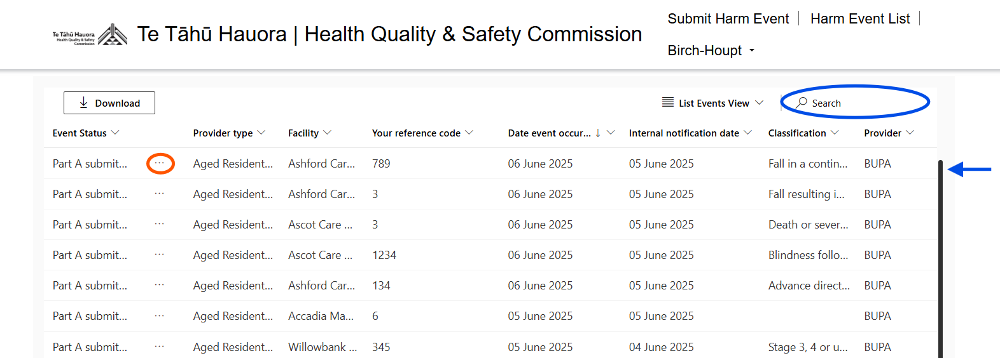 Submit Harm Event Harm Event List
Te Tāhū Hauora
Health Quality & Safety
Commission
Te Tāhū Hauora | Health Quality & Safety Commission
Birch-Houpt
Download List Events View Search
Event Status Provider type Facility Your reference code Date event occur... Internal notification date Classification Provider
Part A submit... ... Aged Resident... Ashford Car... 789 06 June 2025 05 June 2025 Fall in a contin... BUPA
Part A submit... ... Aged Resident... Ashford Car... 3 06 June 2025 05 June 2025 Fall resulting i... BUPA
Part A submit... ... Aged Resident... Ascot Care ... 3 06 June 2025 05 June 2025 Death or sever... BUPA
Part A submit... ... Aged Resident... Ascot Care ... 1234 06 June 2025 05 June 2025 Blindness follo... BUPA
Part A submit... ... Aged Resident... Ashford Car... 134 06 June 2025 05 June 2025 Advance direct... BUPA
Part A submit... ... Aged Resident... Accadia Ma... 6 05 June 2025 05 June 2025 BUPA
Part A submit... ... Aged Resident... Willowbank ... 345 05 June 2025 04 June 2025 Stage 3, 4 or u... BUPA